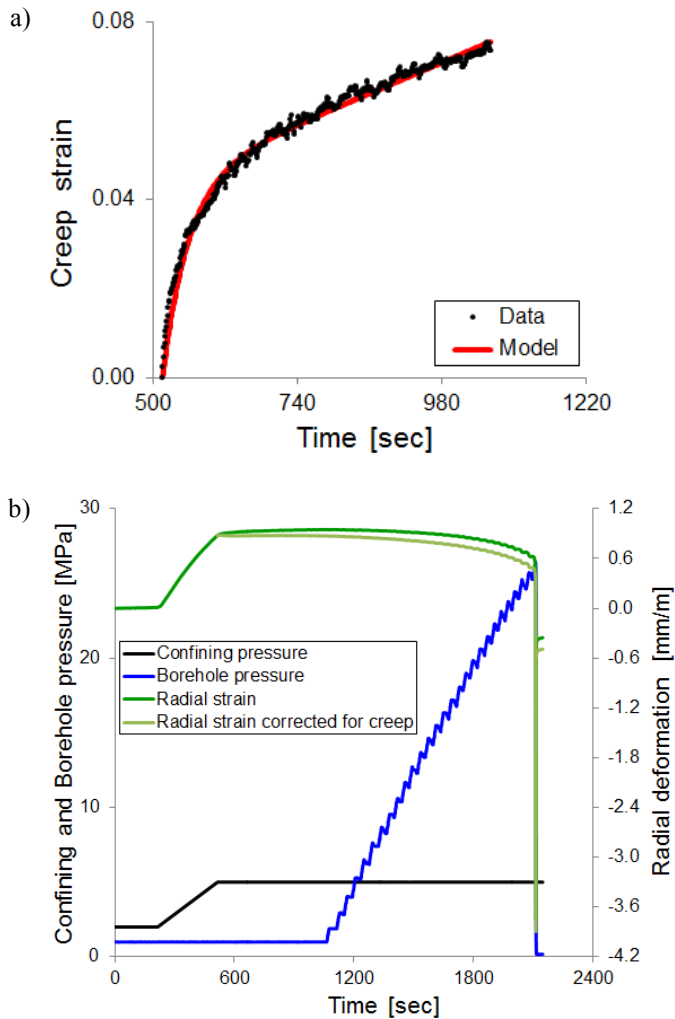 a)
0.08
0.04
0.00
Creep strain
Data
Model
500 740 980 1220
Time [sec]
b)
30
20
10
0
Confining and Borehole pressure [MPa]
Confining pressure
Borehole pressure
Radial strain
Radial strain corrected for creep
1.2
0.6
0.0
-0.6
-1.2
-1.8
-2.4
-3.0
-3.6
-4.2
Radial deformation [mm/m]
0 600 1200 1800 2400
Time [sec]